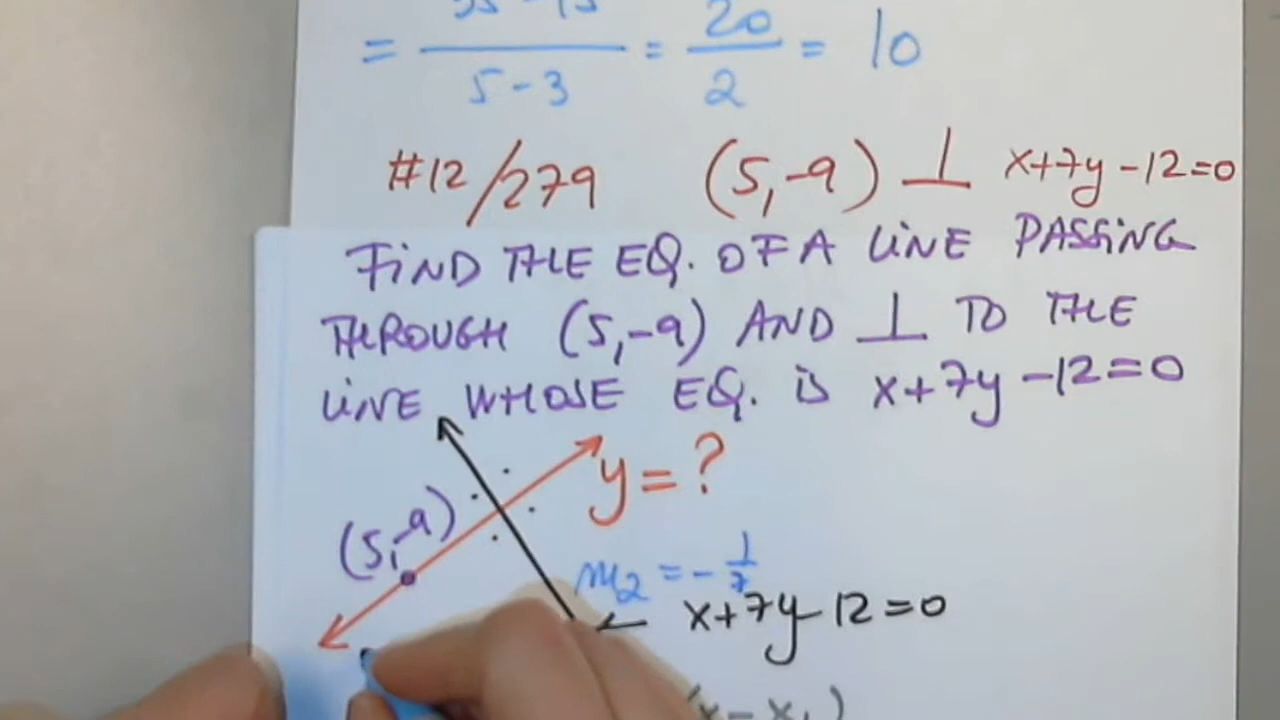 = 5-3 = 20/2 = 10
#12/279 (5,-9) ⊥ x+7y-12=0
FIND THE EQ. OF A LINE PASSING
THROUGH (5,-9) AND ⊥ TO THE
LINE WHOSE EQ. IS x+7y-12=0
y=?
(5,-9)
m2 = -1/7
x+7y-12=0
(x-x1)